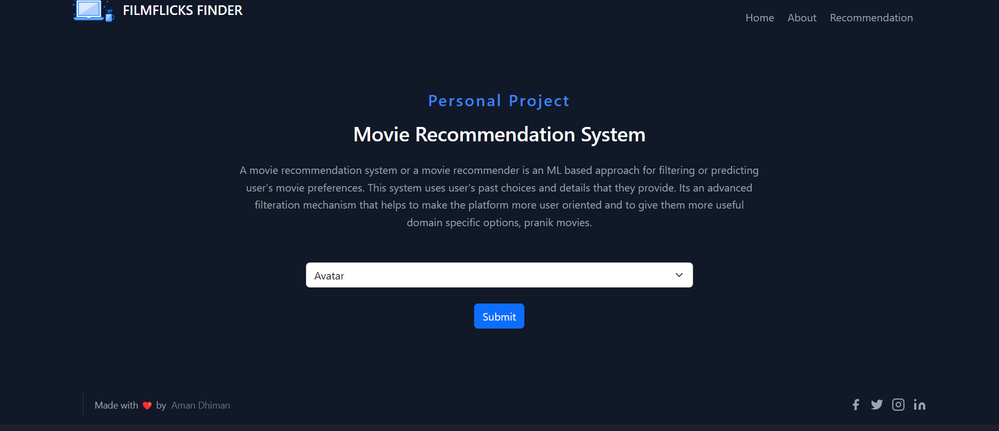 FILMFLICKS FINDER
Home About Recommendation
Personal Project
Movie Recommendation System
A movie recommendation system or a movie recommender is an ML based approach for filtering or predicting
user's movie preferences. This system uses user's past choices and details that they provide. Its an advanced
filteration mechanism that helps to make the platform more user oriented and to give them more useful
domain specific options, pranik movies.
Avatar
Submit
Made with ❤️ by Aman Dhiman